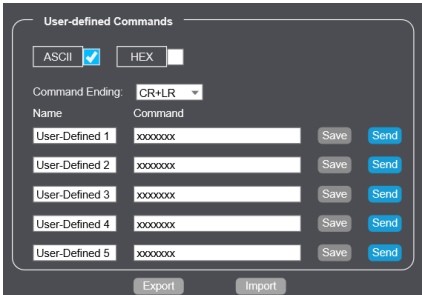 User-defined Commands
ASCII HEX
Command Ending: CR+LR
Name Command
User-Defined 1 xxxxxxx Save Send
User-Defined 2 xxxxxxx Save Send
User-Defined 3 xxxxxxx Save Send
User-Defined 4 xxxxxxx Save Send
User-Defined 5 xxxxxxx Save Send
Export Import